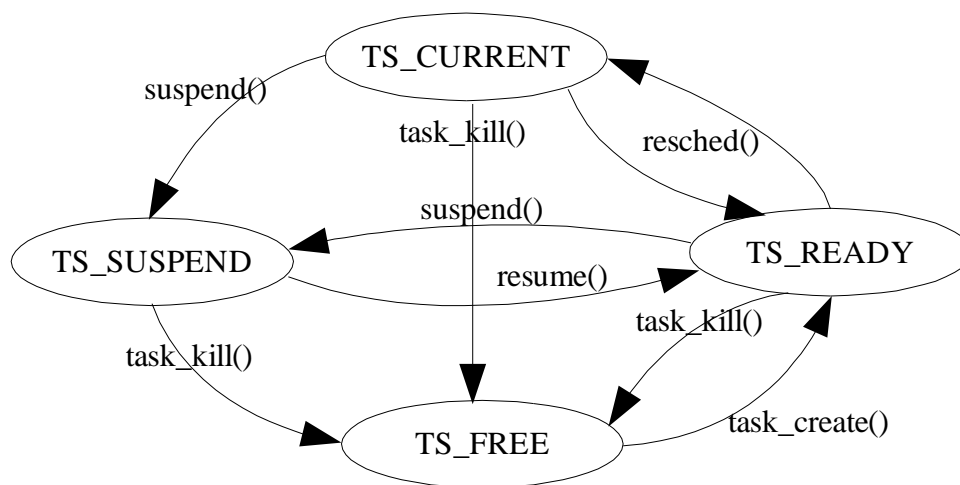 TS_CURRENT
suspend()
task_kill()
resched()
suspend()
TS_SUSPEND
TS_READY
resume()
task_kill()
task_kill()
task_create()
TS_FREE